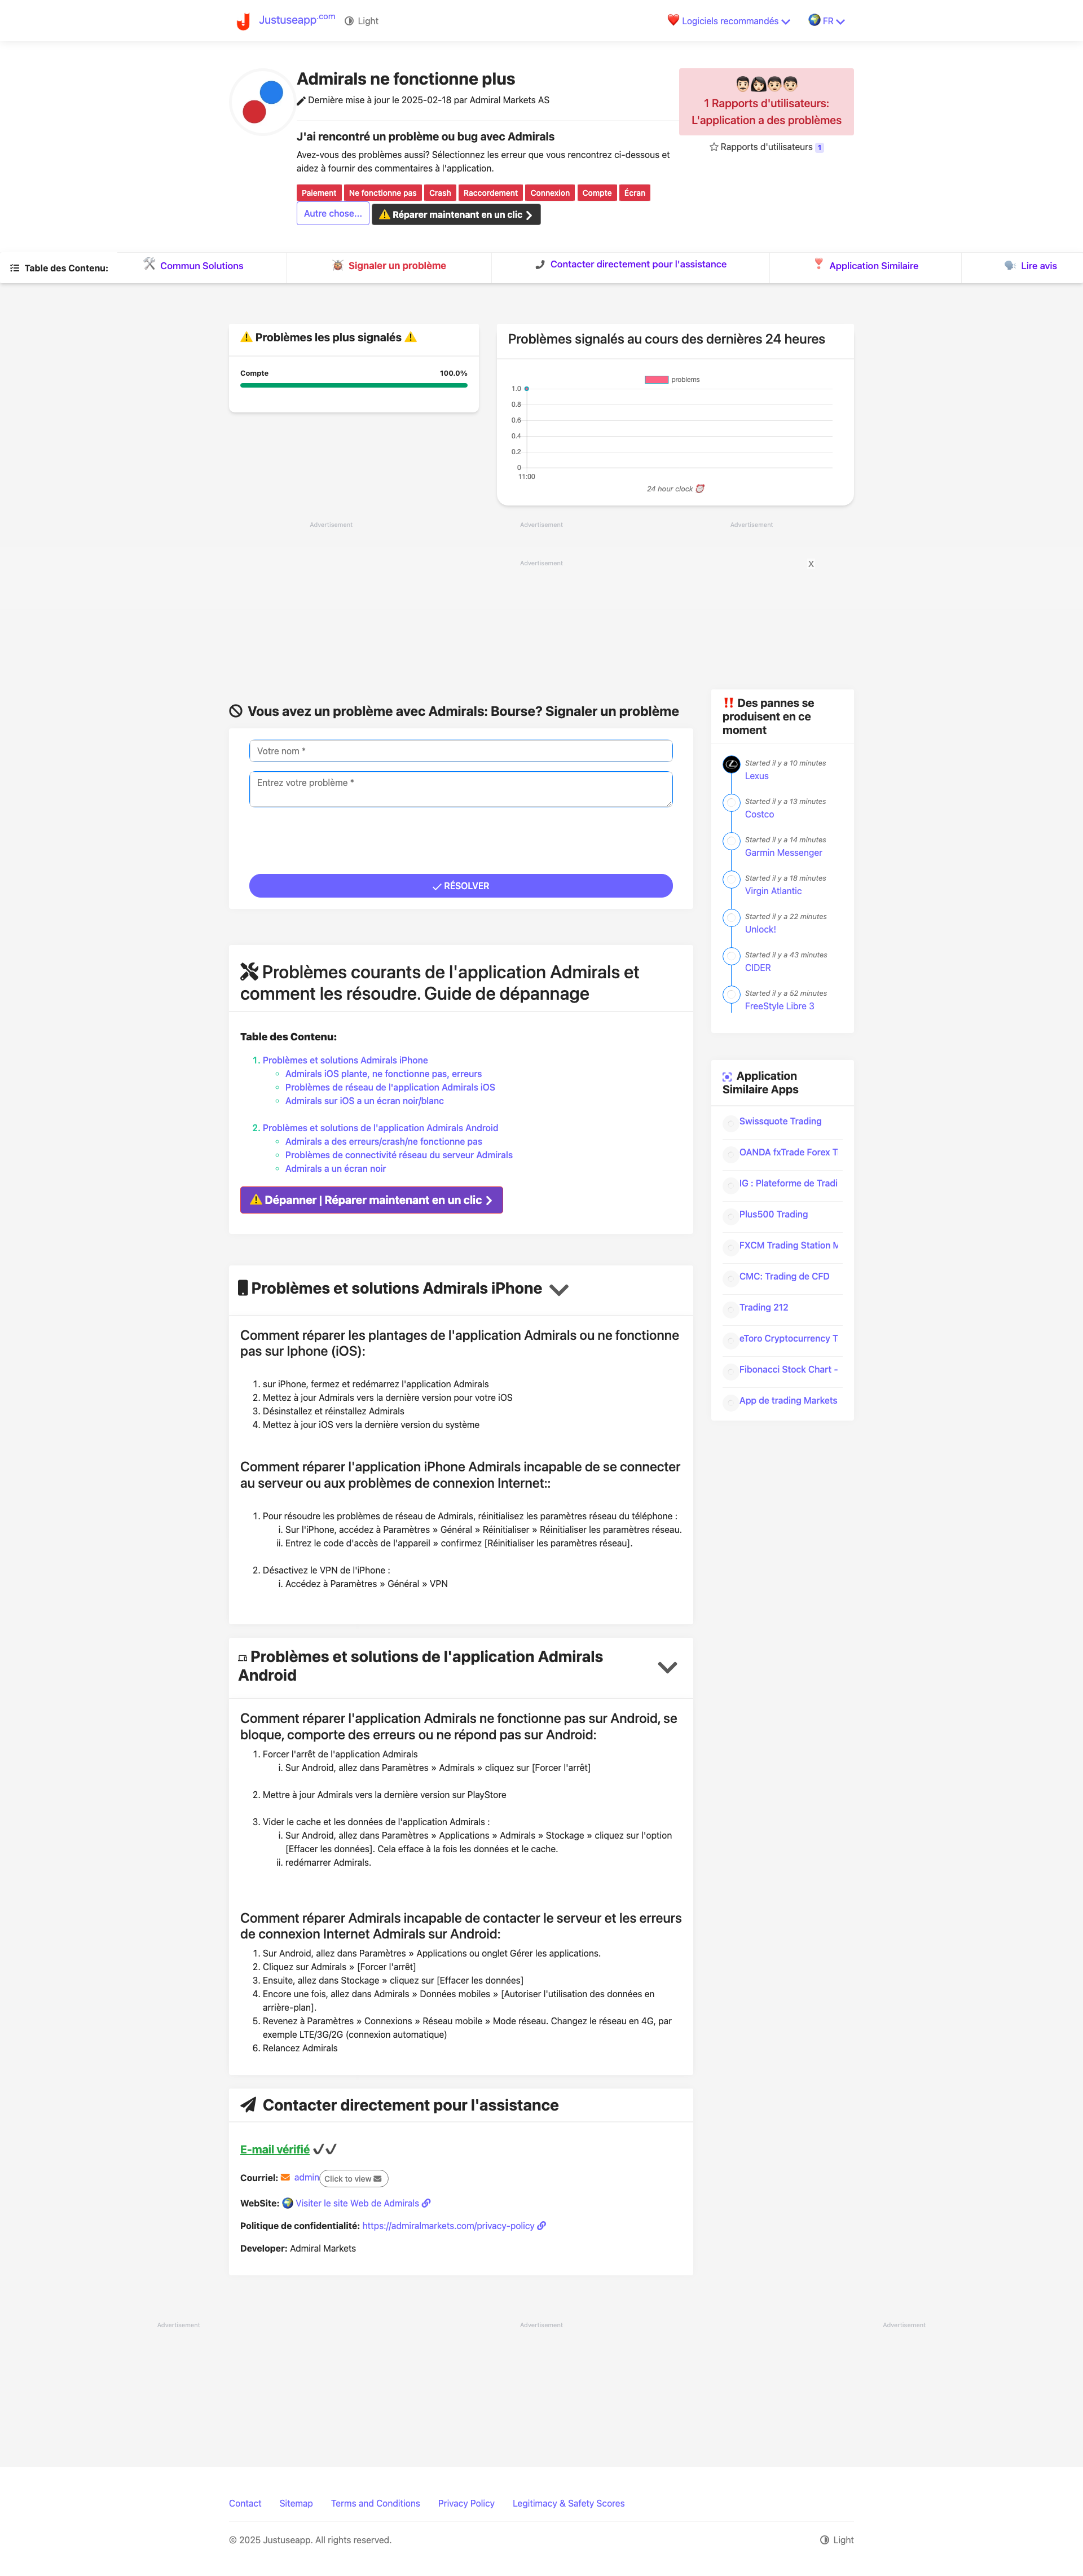 Justuseapp.com
Light
Logiciels recommandés
FR
Admirals ne fonctionne plus
Dernière mise à jour le 2025-02-18 par Admiral Markets AS
J'ai rencontré un problème ou bug avec Admirals
Avez-vous des problèmes aussi? Sélectionnez les erreur que vous rencontrez ci-dessous et
aidez à fournir des commentaires à l'application.
Paiement Ne fonctionne pas Crash Raccordement Connexion Compte Écran
Autre chose... Réparer maintenant en un clic
1 Rapports d'utilisateurs:
L'application a des problèmes
Rapports d'utilisateurs 1
Table des Contenu:
Commun Solutions
Signaler un problème
Contacter directement pour l'assistance
Application Similaire
Lire avis
Problèmes les plus signalés
Compte 100.0%
Problèmes signalés au cours des dernières 24 heures
problems
1.0
0.8
0.6
0.4
0.2
0
11:00
24 hour clock
Advertisement
Advertisement
Advertisement
Advertisement
X
Vous avez un problème avec Admirals: Bourse? Signaler un problème
Votre nom *
Entrez votre problème *
RÉSOLVER
Des pannes se
produisent en ce
moment
Started il y a 10 minutes
Lexus
Started il y a 13 minutes
Costco
Started il y a 14 minutes
Garmin Messenger
Started il y a 18 minutes
Virgin Atlantic
Started il y a 22 minutes
Unlock!
Started il y a 43 minutes
CIDER
Started il y a 52 minutes
FreeStyle Libre 3
Problèmes courants de l'application Admirals et
comment les résoudre. Guide de dépannage
Table des Contenu:
1. Problèmes et solutions Admirals iPhone
Admirals iOS plante, ne fonctionne pas, erreurs
Problèmes de réseau de l'application Admirals iOS
Admirals sur iOS a un écran noir/blanc
2. Problèmes et solutions de l'application Admirals Android
Admirals a des erreurs/crash/ne fonctionne pas
Problèmes de connectivité réseau du serveur Admirals
Admirals a un écran noir
Dépanner | Réparer maintenant en un clic
Application
Similaire Apps
Swissquote Trading
OANDA fxTrade Forex T
IG : Plateforme de Tradi
Plus500 Trading
FXCM Trading Station M
CMC: Trading de CFD
Trading 212
eToro Cryptocurrency T
Fibonacci Stock Chart -
App de trading Markets
Problèmes et solutions Admirals iPhone
Comment réparer les plantages de l'application Admirals ou ne fonctionne
pas sur Iphone (iOS):
1. sur iPhone, fermez et redémarrez l'application Admirals
2. Mettez à jour Admirals vers la dernière version pour votre iOS
3. Désinstallez et réinstallez Admirals
4. Mettez à jour iOS vers la dernière version du système
Comment réparer l'application iPhone Admirals incapable de se connecter
au serveur ou aux problèmes de connexion Internet::
1. Pour résoudre les problèmes de réseau de Admirals, réinitialisez les paramètres réseau du téléphone :
i. Sur l'iPhone, accédez à Paramètres » Général » Réinitialiser » Réinitialiser les paramètres réseau.
ii. Entrez le code d'accès de l'appareil » confirmez [Réinitialiser les paramètres réseau].
2. Désactivez le VPN de l'iPhone :
i. Accédez à Paramètres » Général » VPN
Problèmes et solutions de l'application Admirals
Android
Comment réparer l'application Admirals ne fonctionne pas sur Android, se
bloque, comporte des erreurs ou ne répond pas sur Android:
1. Forcer l'arrêt de l'application Admirals
i. Sur Android, allez dans Paramètres » Admirals » cliquez sur [Forcer l'arrêt]
2. Mettre à jour Admirals vers la dernière version sur PlayStore
3. Vider le cache et les données de l'application Admirals :
i. Sur Android, allez dans Paramètres » Applications » Admirals » Stockage » cliquez sur l'option
[Effacer les données]. Cela efface à la fois les données et le cache.
ii. redémarrer Admirals.
Comment réparer Admirals incapable de contacter le serveur et les erreurs
de connexion Internet Admirals sur Android:
1. Sur Android, allez dans Paramètres » Applications ou onglet Gérer les applications.
2. Cliquez sur Admirals » [Forcer l'arrêt]
3. Ensuite, allez dans Stockage » cliquez sur [Effacer les données]
4. Encore une fois, allez dans Admirals » Données mobiles » [Autoriser l'utilisation des données en
arrière-plan].
5. Revenez à Paramètres » Connexions » Réseau mobile » Mode réseau. Changez le réseau en 4G, par
exemple LTE/3G/2G (connexion automatique)
6. Relancez Admirals
Contacter directement pour l'assistance
E-mail vérifié
Courriel: admin Click to view
WebSite: Visiter le site Web de Admirals
Politique de confidentialité: https://admiralmarkets.com/privacy-policy
Developer: Admiral Markets
Advertisement
Advertisement
Advertisement
Contact
Sitemap
Terms and Conditions
Privacy Policy
Legitimacy & Safety Scores
© 2025 Justuseapp. All rights reserved.
Light